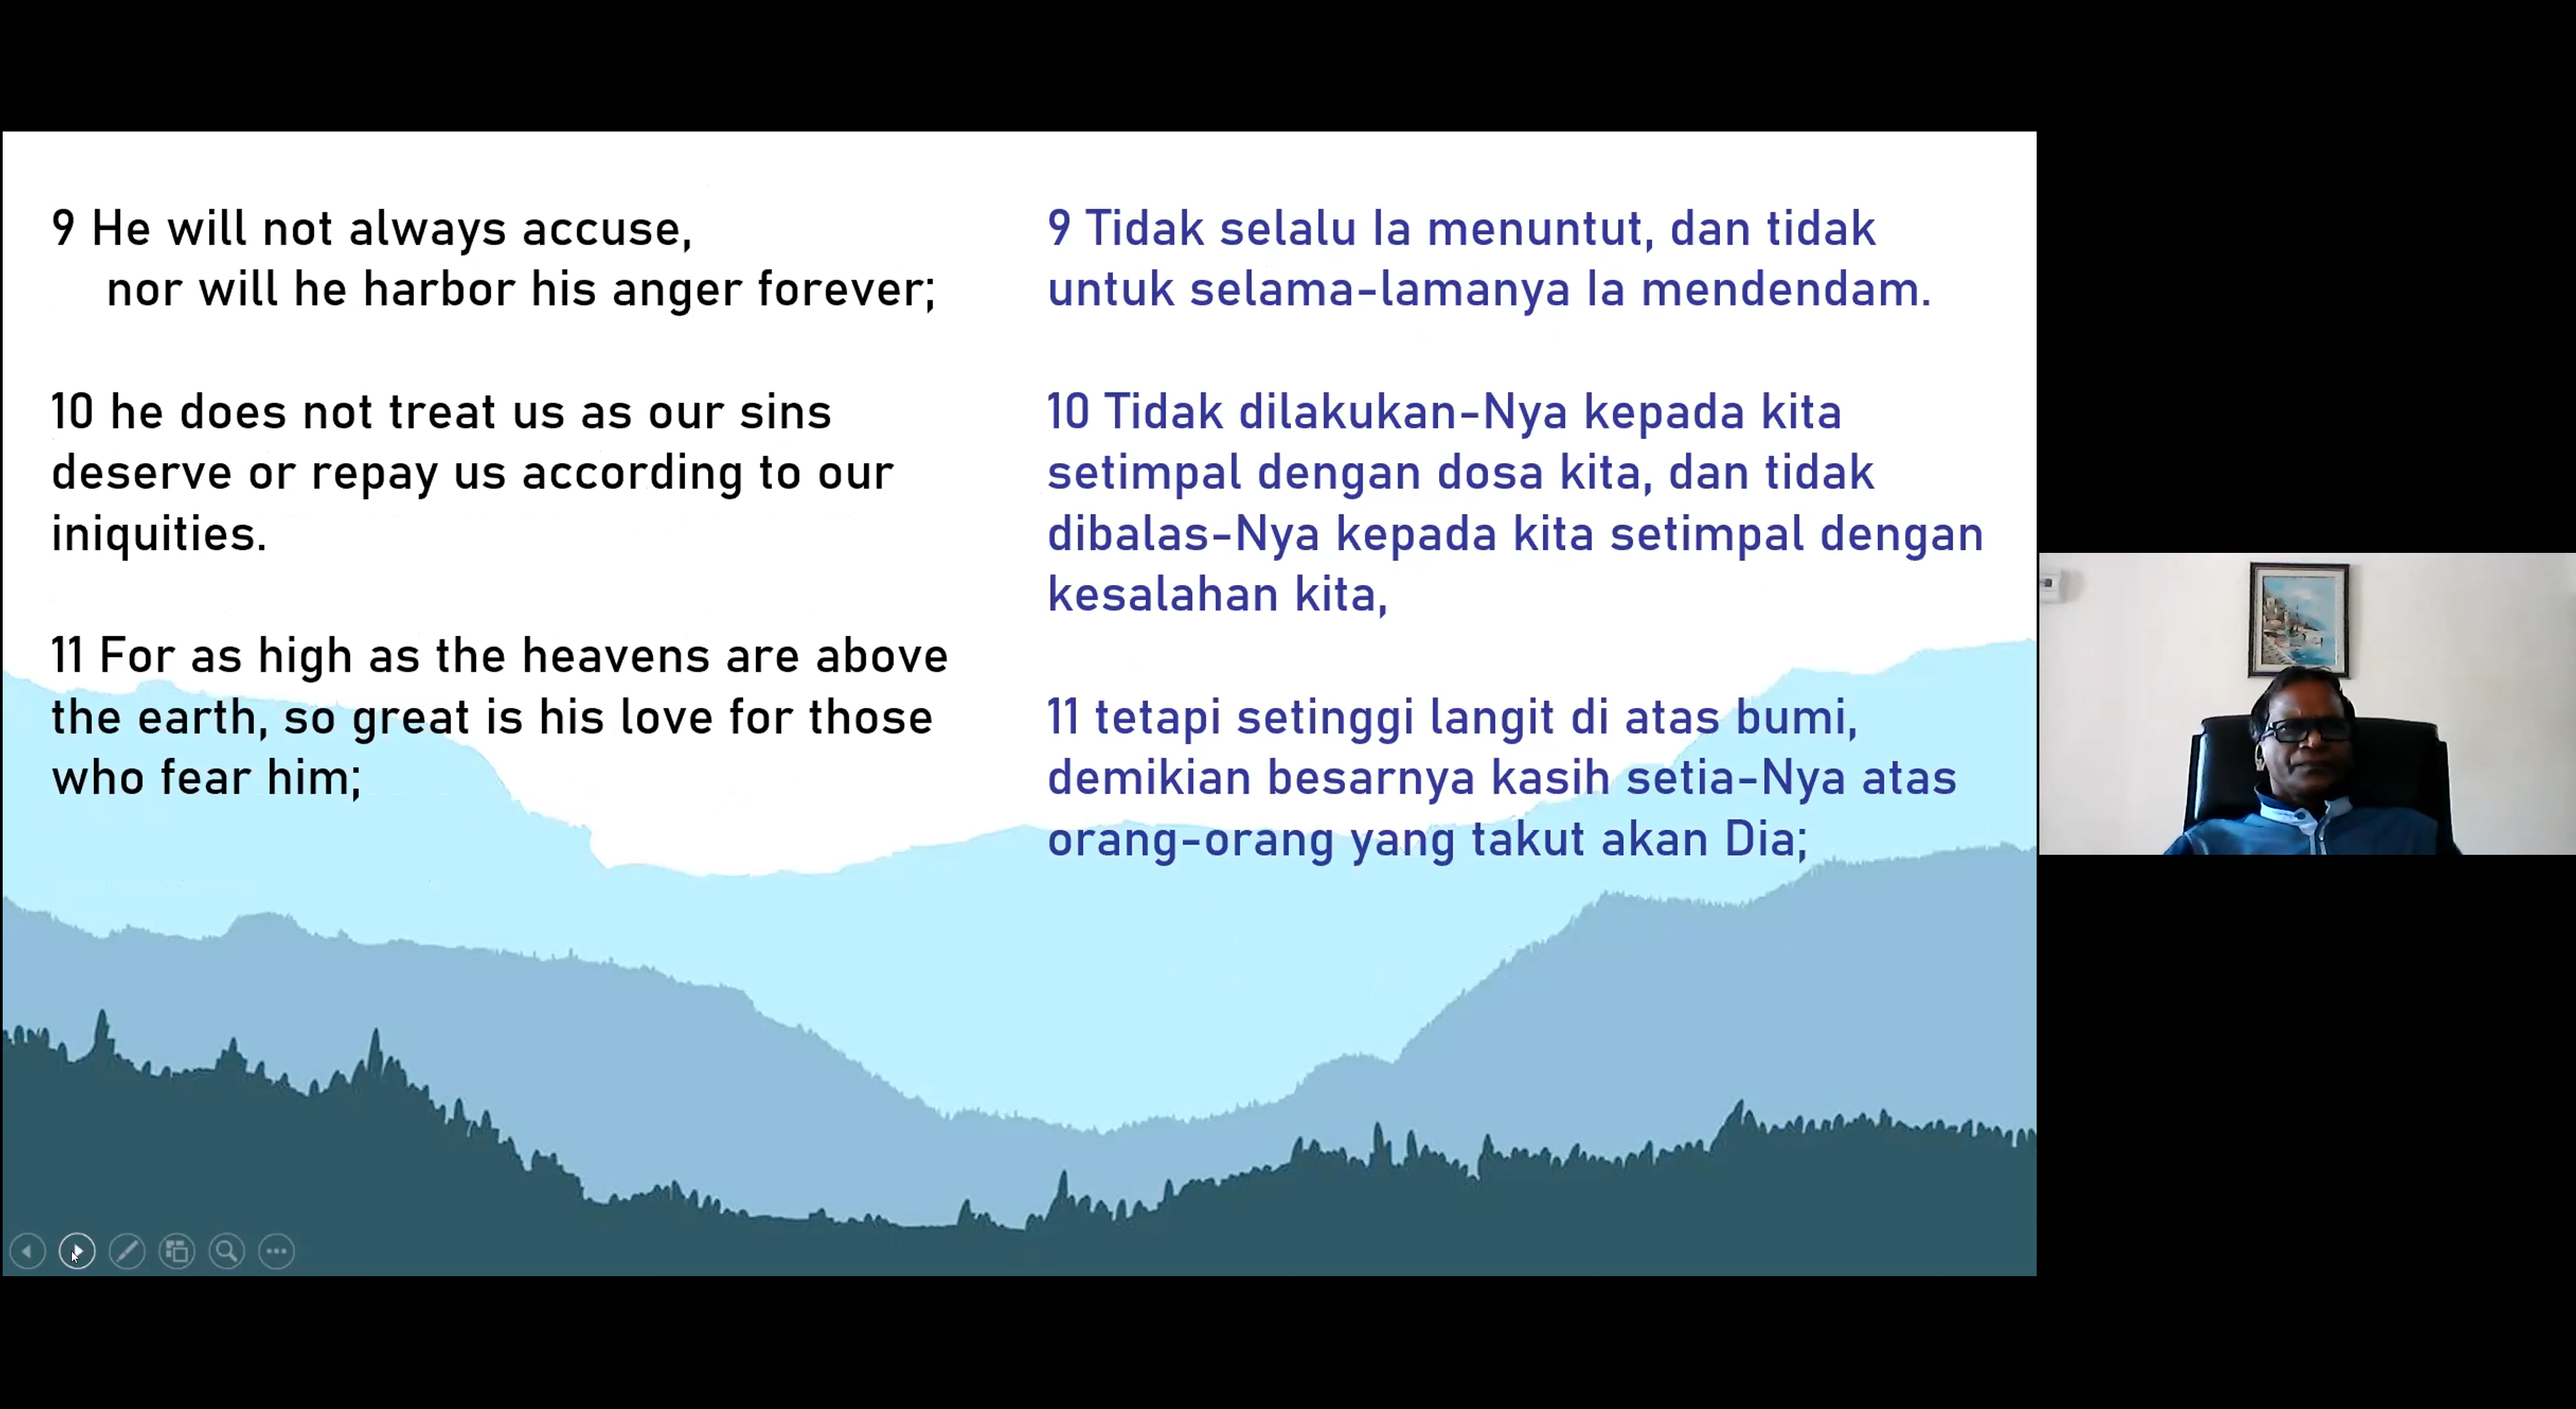 9 He will not always accuse,
nor will he harbor his anger forever;
10 he does not treat us as our sins
deserve or repay us according to our
iniquities.
11 For as high as the heavens are above
the earth, so great is his love for those
who fear him;
9 Tidak selalu Ia menuntut, dan tidak
untuk selama-lamanya Ia mendendam.
10 Tidak dilakukan-Nya kepada kita
setimpal dengan dosa kita, dan tidak
dibalas-Nya kepada kita setimpal dengan
kesalahan kita,
11 tetapi setinggi langit di atas bumi,
demikian besarnya kasih setia-Nya atas
orang-orang yang takut akan Dia;